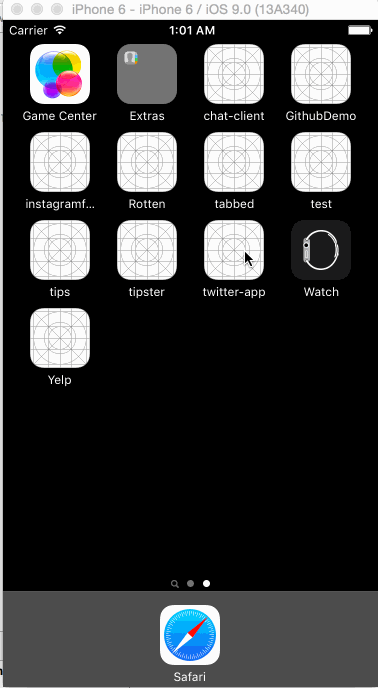 iPhone 6 - iPhone 6 / iOS 9.0 (13A340)
Carrier 1:01 AM
Game Center Extras chat-client GithubDemo
instagramf... Rotten tabbed test
tips tipster twitter-app Watch
Yelp
Safari